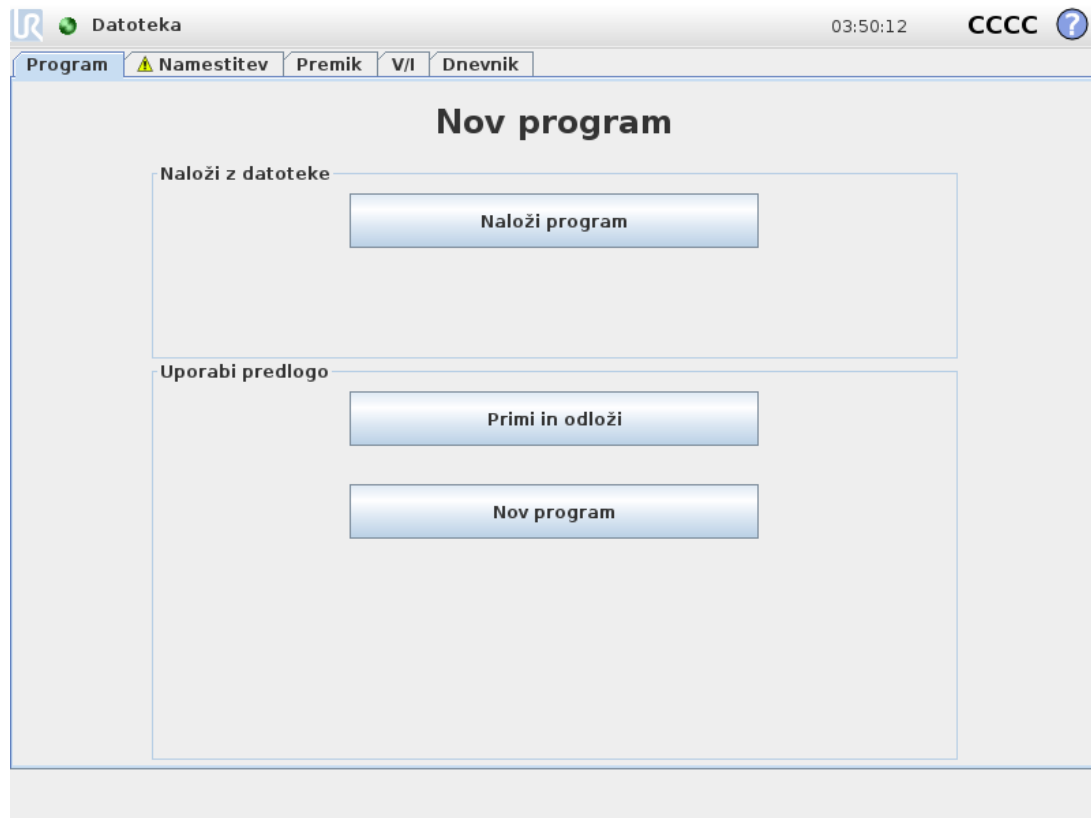 UR Datoteka 03:50:12 CCCC ?
Program Namestitev Premik V/I Dnevnik
Nov program
Naloži z datoteke
Naloži program
Uporabi predlogo
Primi in odloži
Nov program